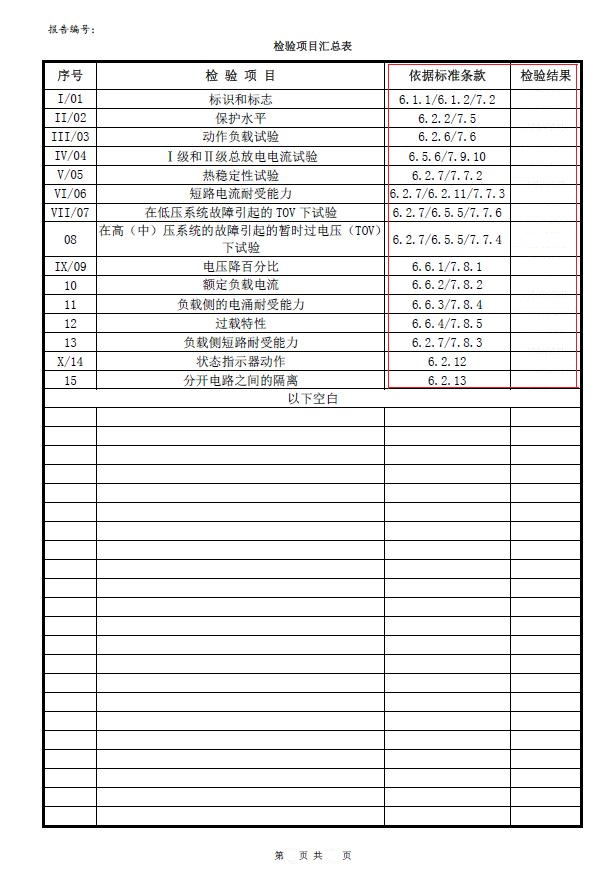 报告编号：
检验项目汇总表
序号 检 验 项 目 依据标准条款 检验结果
I/01 标识和标志 6.1.1/6.1.2/7.2
II/02 保护水平 6.2.2/7.5
III/03 动作负载试验 6.2.6/7.6
IV/04 Ⅰ级和Ⅱ级总放电电流试验 6.5.6/7.9.10
V/05 热稳定性试验 6.2.7/7.7.2
VI/06 短路电流耐受能力 6.2.7/6.2.11/7.7.3
VII/07 在低压系统故障引起的 TOV 下试验 6.2.7/6.5.5/7.7.6
08 在高（中）压系统的故障引起的暂时过电压（TOV） 6.2.7/6.5.5/7.7.4
下试验
IX/09 电压降百分比 6.6.1/7.8.1
10 额定负载电流 6.6.2/7.8.2
11 负载侧的电涌耐受能力 6.6.3/7.8.4
12 过载特性 6.6.4/7.8.5
13 负载侧短路耐受能力 6.2.7/7.8.3
X/14 状态指示器动作 6.2.12
15 分开电路之间的隔离 6.2.13
以下空白
第 页 共 页